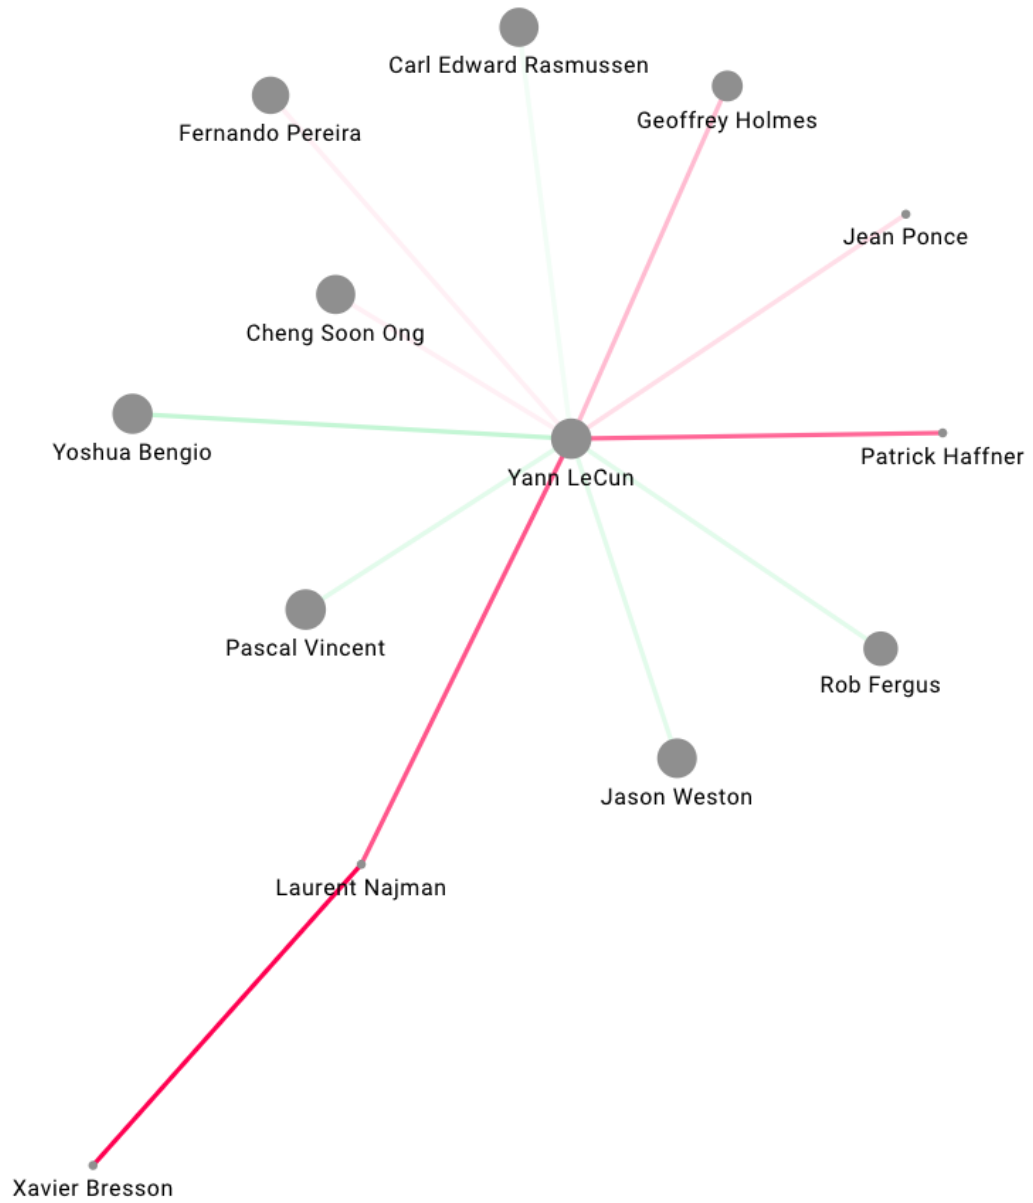 Carl Edward Rasmussen
Geoffrey Holmes
Fernando Pereira
Jean Ponce
Cheng Soon Ong
Yoshua Bengio
Patrick Haffner
Yann LeCun
Pascal Vincent
Rob Fergus
Jason Weston
Laurent Najman
Xavier Bresson